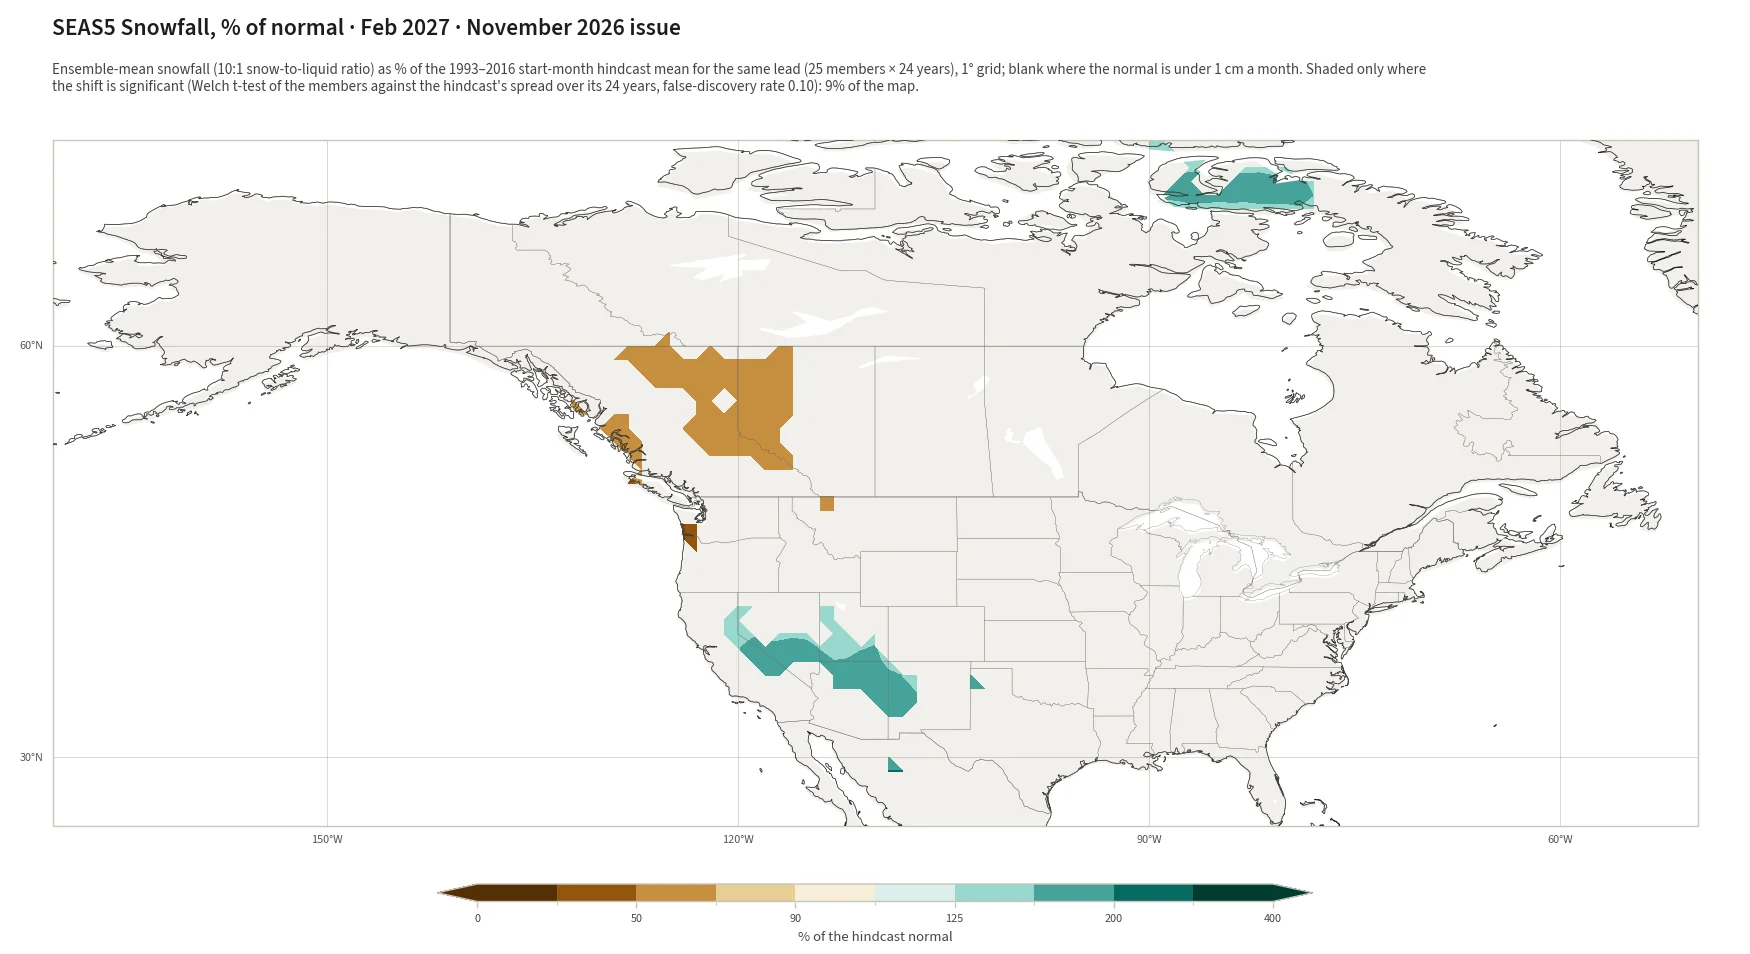 SEAS5 Snowfall, % of normal · Feb 2027 · November 2026 issue
Ensemble-mean snowfall (10:1 snow-to-liquid ratio) as % of the 1993–2016 start-month hindcast mean for the same lead (25 members × 24 years), 1° grid; blank where the normal is under 1 cm a month. Shaded only where
the shift is significant (Welch t-test of the members against the hindcast's spread over its 24 years, false-discovery rate 0.10): 9% of the map.
60°N
30°N
150°W 120°W 90°W 60°W
0 50 90 125 200 400
% of the hindcast normal